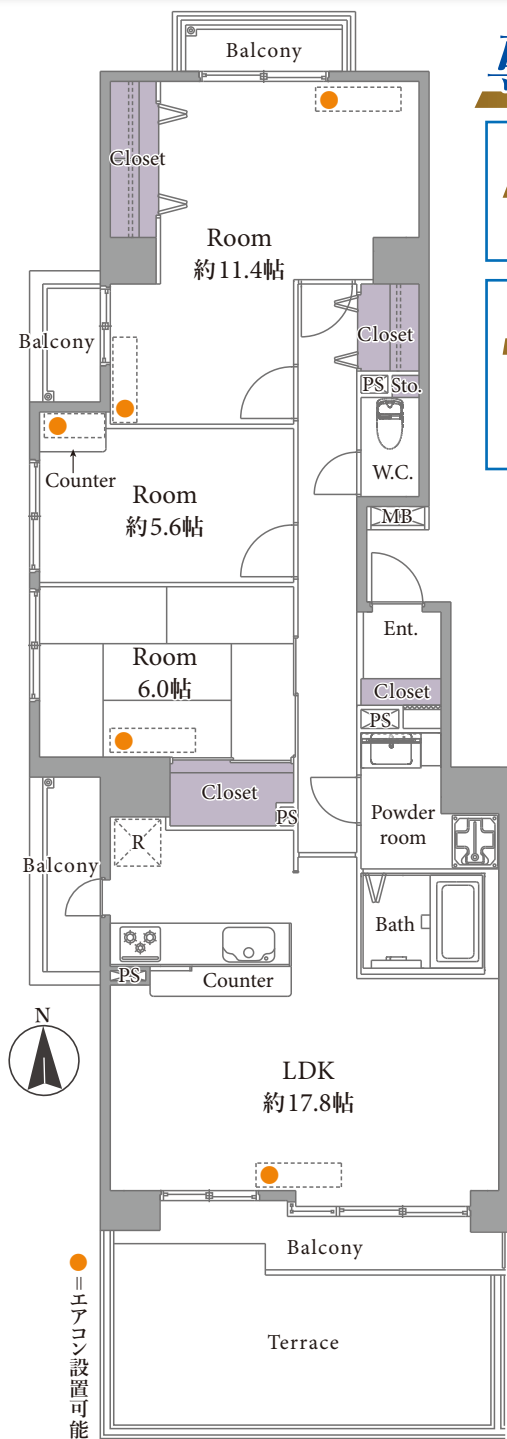 Balcony
Closet
Room
約11.4帖
Closet
Balcony
PS
Sto.
W.C.
Counter
Room
約5.6帖
MB
Ent.
Room
6.0帖
Closet
PS
Closet
PS
Powder
room
R
Balcony
Bath
PS
Counter
N
LDK
約17.8帖
Balcony
=エアコン設置可能
Terrace